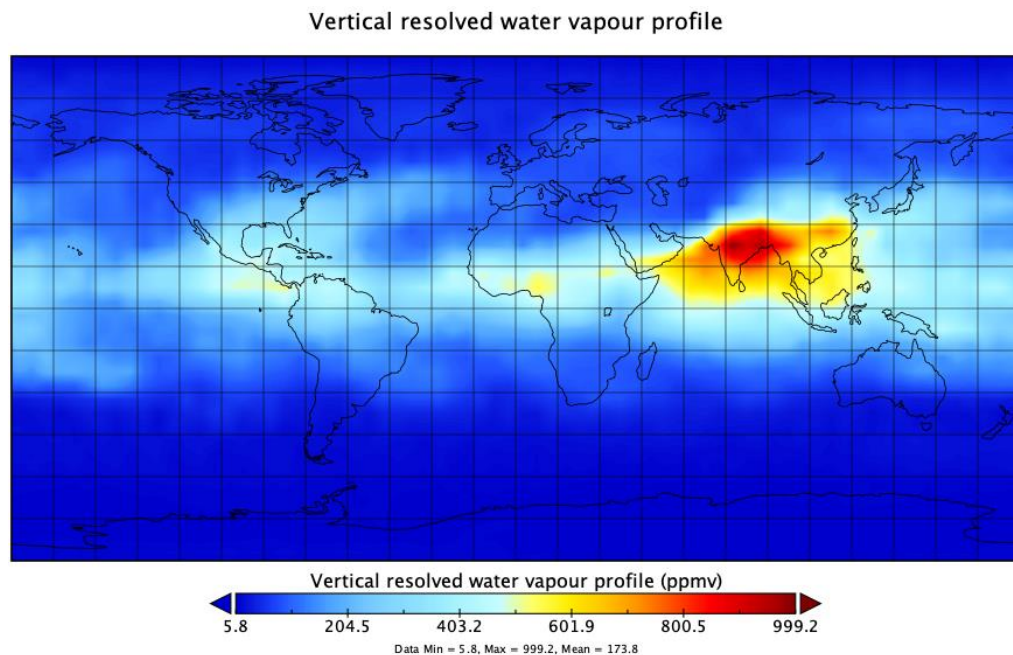 Vertical resolved water vapour profile
Vertical resolved water vapour profile (ppmv)
5.8 204.5 403.2 601.9 800.5 999.2
Data Min = 5.8, Max = 999.2, Mean = 173.8